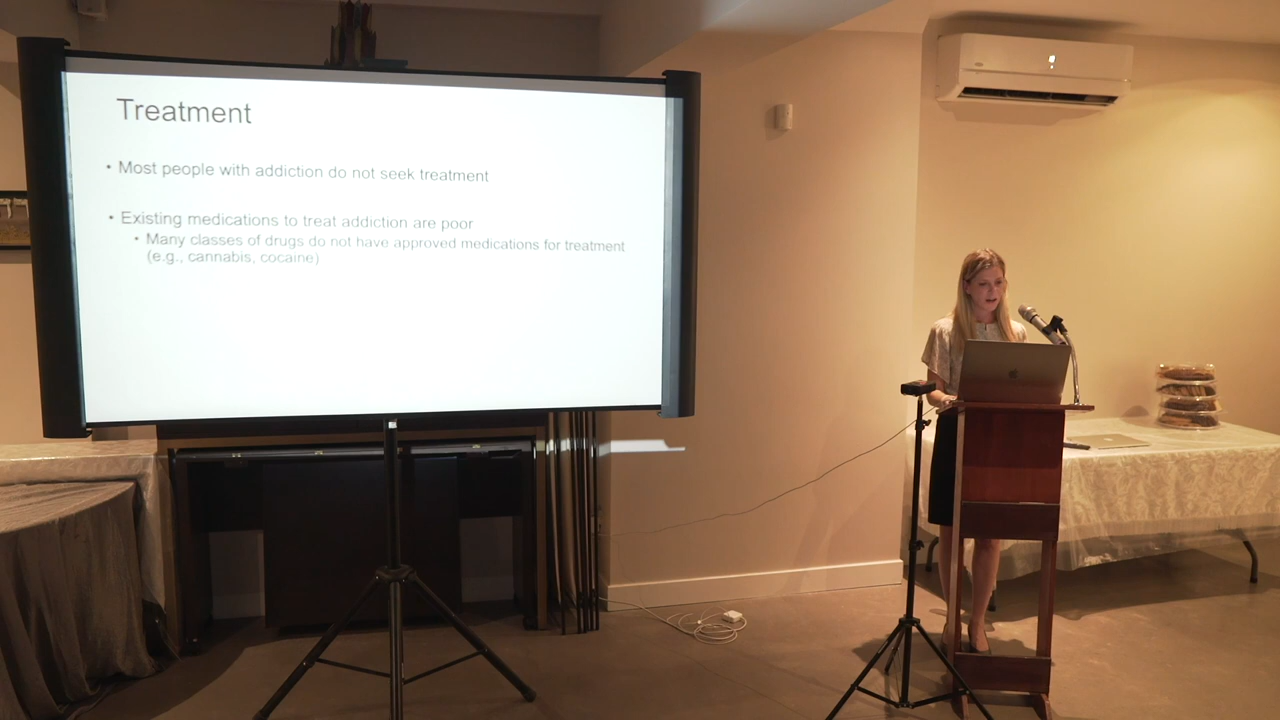 Treatment
• Most people with addiction do not seek treatment
• Existing medications to treat addiction are poor
• Many classes of drugs do not have approved medications for treatment
(e.g., cannabis, cocaine)